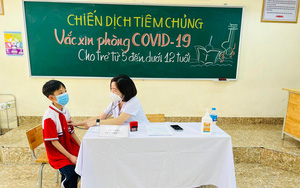 CHIẾN DỊCH TIÊM CHỦNG
Vắc xin phòng COVID-19
Cho trẻ từ 5 đến dưới 12 tuổi